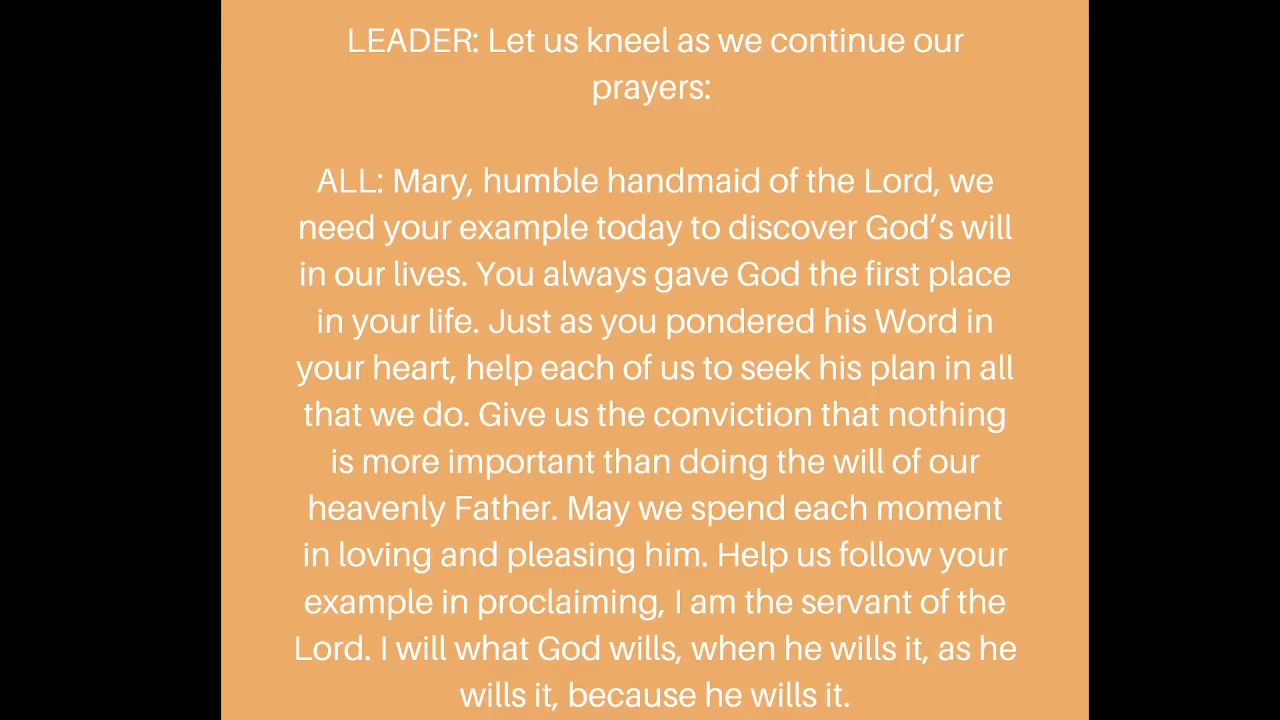 LEADER: Let us kneel as we continue our
prayers:
ALL: Mary, humble handmaid of the Lord, we
need your example today to discover God’s will
in our lives. You always gave God the first place
in your life. Just as you pondered his Word in
your heart, help each of us to seek his plan in all
that we do. Give us the conviction that nothing
is more important than doing the will of our
heavenly Father. May we spend each moment
in loving and pleasing him. Help us follow your
example in proclaiming, I am the servant of the
Lord. I will what God wills, when he wills it, as he
wills it, because he wills it.